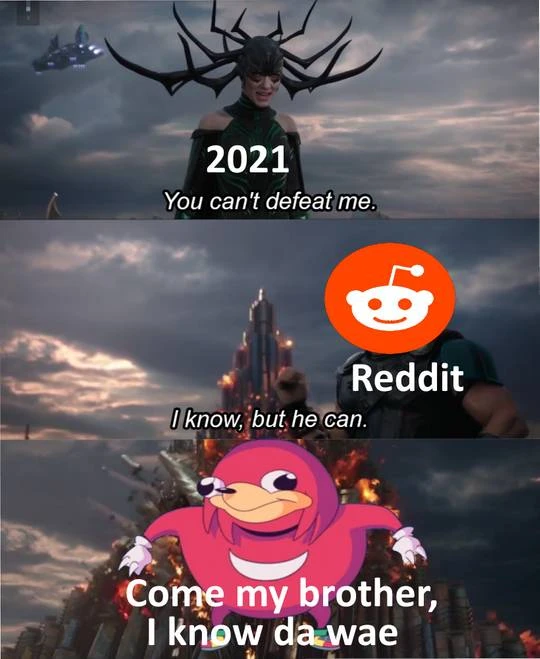 2021
You can't defeat me.
Reddit
I know, but he can.
Come my brother,
I know da wae